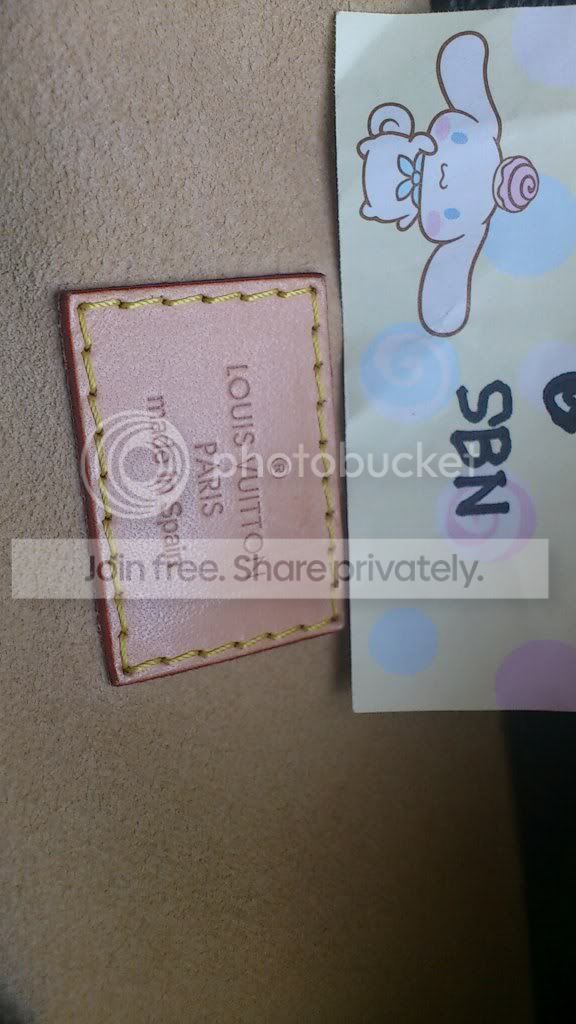 LOUIS VUITTON
®
PARIS
made in Spain
SBN
photobucket
Join free. Share privately.